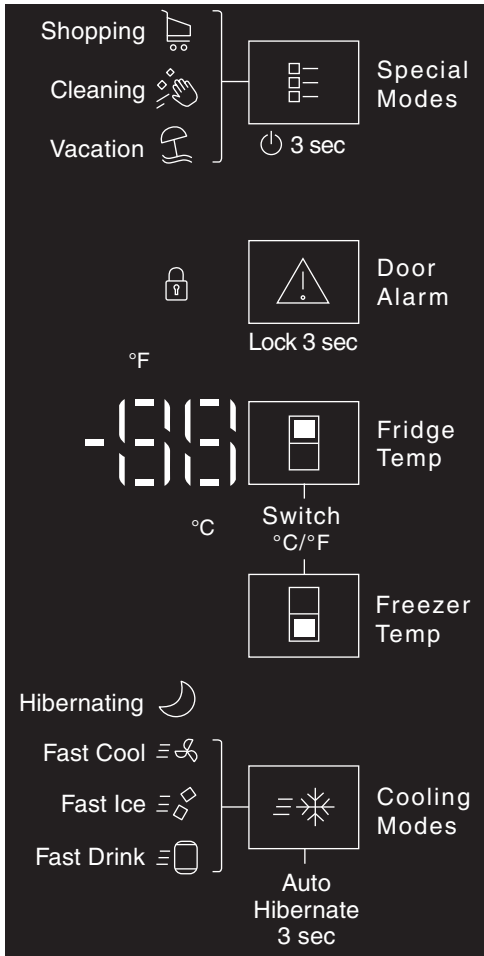 Shopping
Cleaning
Vacation
Special
Modes
3 sec
Door
Alarm
Lock 3 sec
°F
-88
Fridge
Temp
°C
Switch
°C/°F
Freezer
Temp
Hibernating
Fast Cool
Fast Ice
Fast Drink
Cooling
Modes
Auto
Hibernate
3 sec